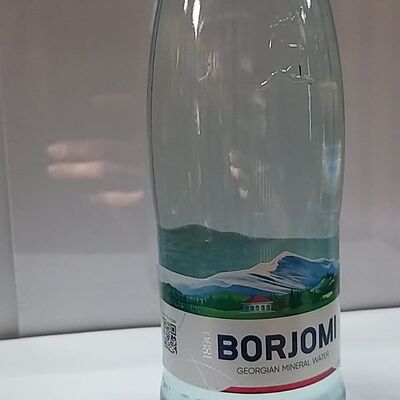 1890
BORJOMI
GEORGIAN MINERAL WATER